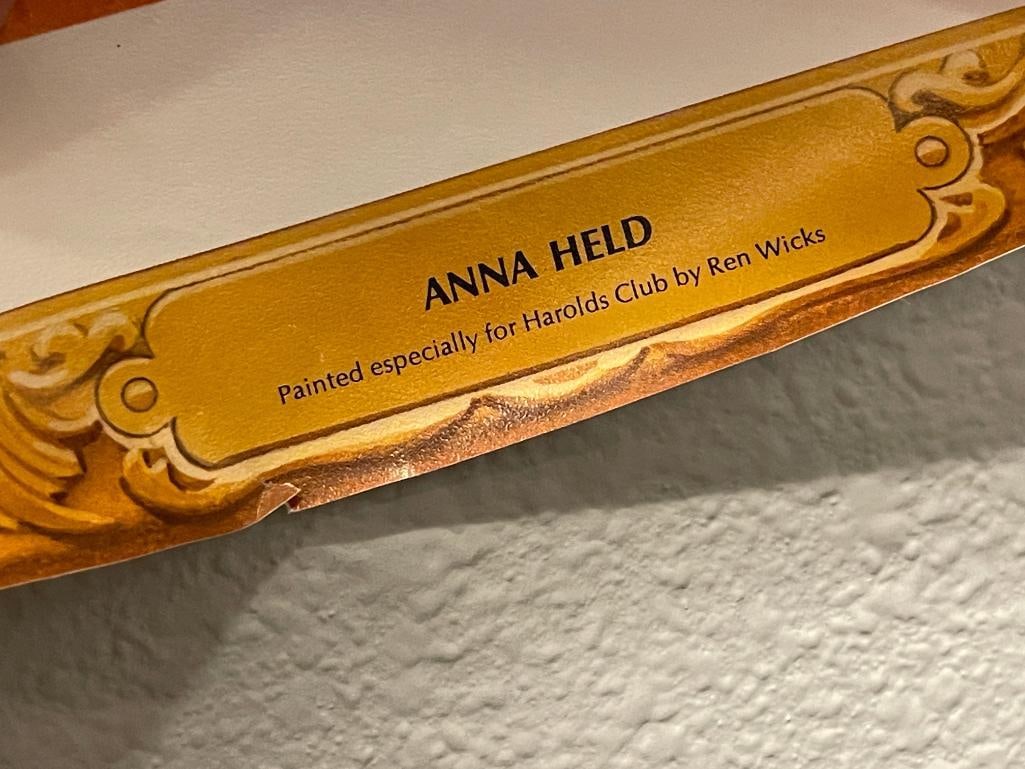 ANNA HELD
Painted especially for Harolds Club by Ren Wicks